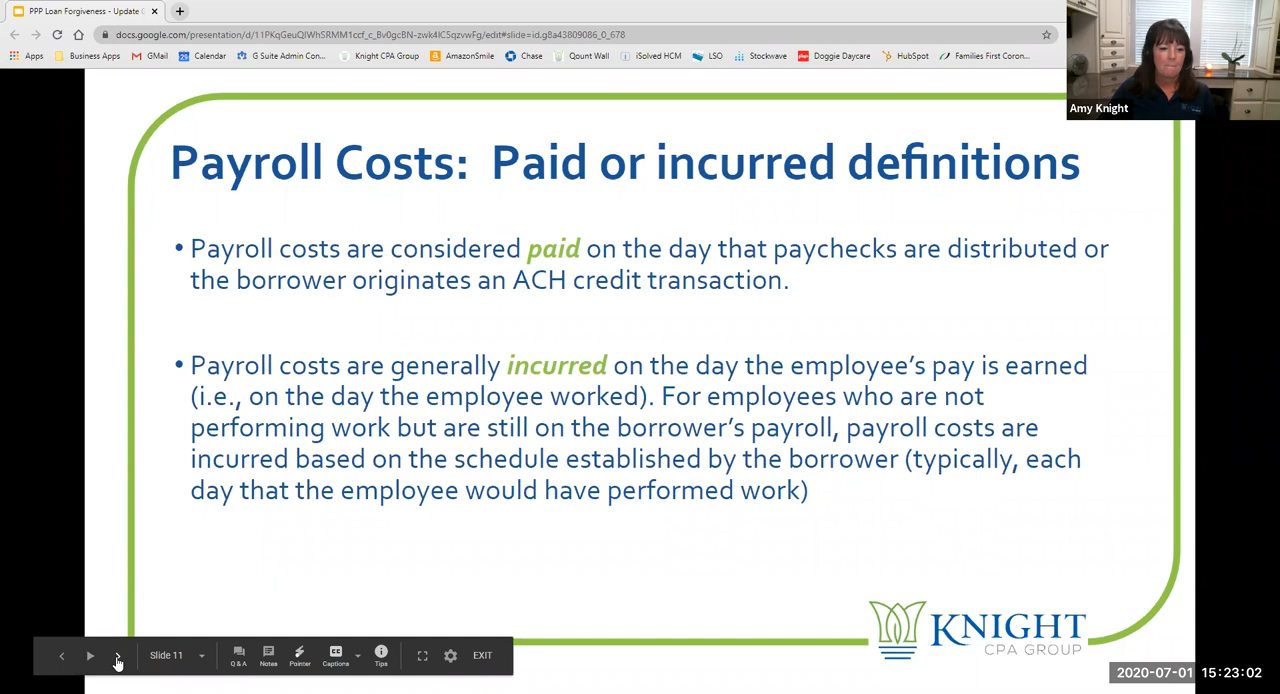 PPP Loan Forgiveness - Update
docs.google.com/presentation/d/11PKqGeuQIWhSRMM1ccf_c_Bv0gcBN-zwk4IC5qzvwFg/edit#slide=id.g8a43809086_0_678
Apps Business Apps GMail Calendar G Suite Admin Con... Knight CPA Group AmazonSmile Chase Qount Wall iSolved HCM LSO Stockwave Doggie Daycare HubSpot Families First Coron...
Amy Knight
Payroll Costs: Paid or incurred definitions
• Payroll costs are considered paid on the day that paychecks are distributed or
the borrower originates an ACH credit transaction.
• Payroll costs are generally incurred on the day the employee’s pay is earned
(i.e., on the day the employee worked). For employees who are not
performing work but are still on the borrower’s payroll, payroll costs are
incurred based on the schedule established by the borrower (typically, each
day that the employee would have performed work)
KNIGHT
CPA GROUP
Slide 11 Q & A Notes Pointer Captions Tips EXIT
2020-07-01 15:23:02